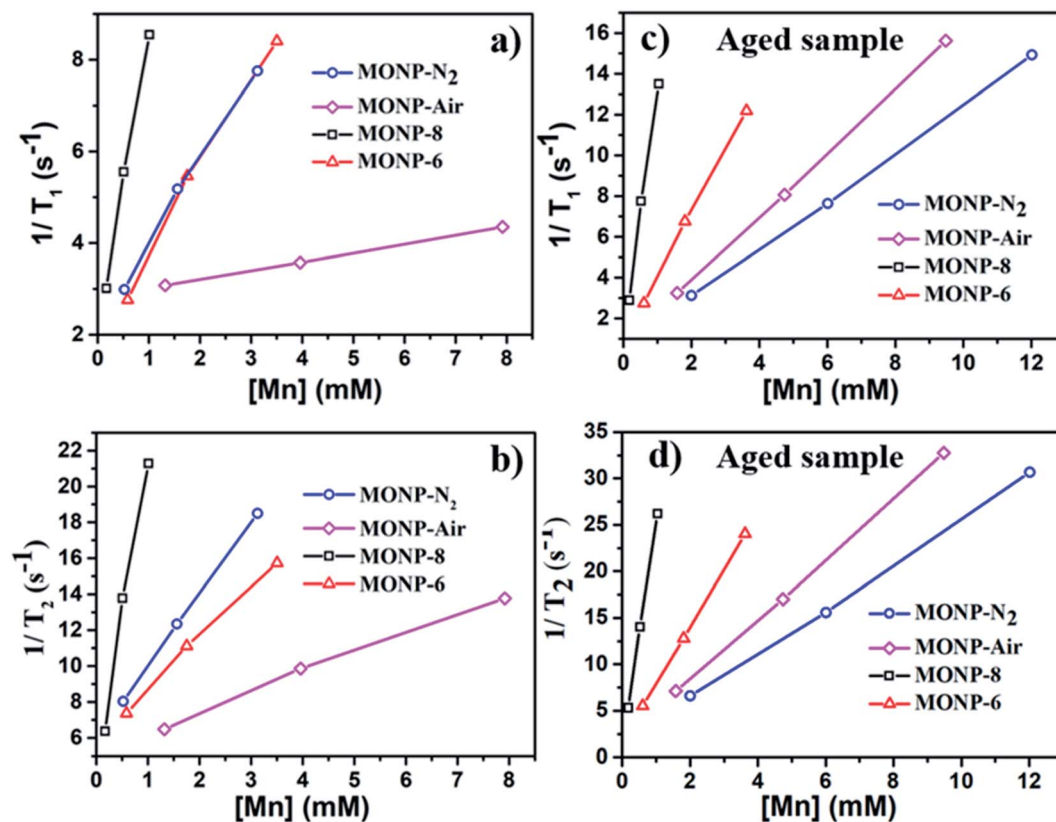 a)
1/ T₁ (s⁻¹)
8
6
4
2
MONP-N₂
MONP-Air
MONP-8
MONP-6
0 1 2 3 4 5 6 7 8
[Mn] (mM)
c) Aged sample
1/ T₁ (s⁻¹)
16
14
12
10
8
6
4
2
MONP-N₂
MONP-Air
MONP-8
MONP-6
0 2 4 6 8 10 12
[Mn] (mM)
b)
1/ T₂ (s⁻¹)
22
20
18
16
14
12
10
8
6
MONP-N₂
MONP-Air
MONP-8
MONP-6
0 1 2 3 4 5 6 7 8
[Mn] (mM)
d) Aged sample
1/ T₂ (s⁻¹)
35
30
25
20
15
10
5
0
MONP-N₂
MONP-Air
MONP-8
MONP-6
0 2 4 6 8 10 12
[Mn] (mM)